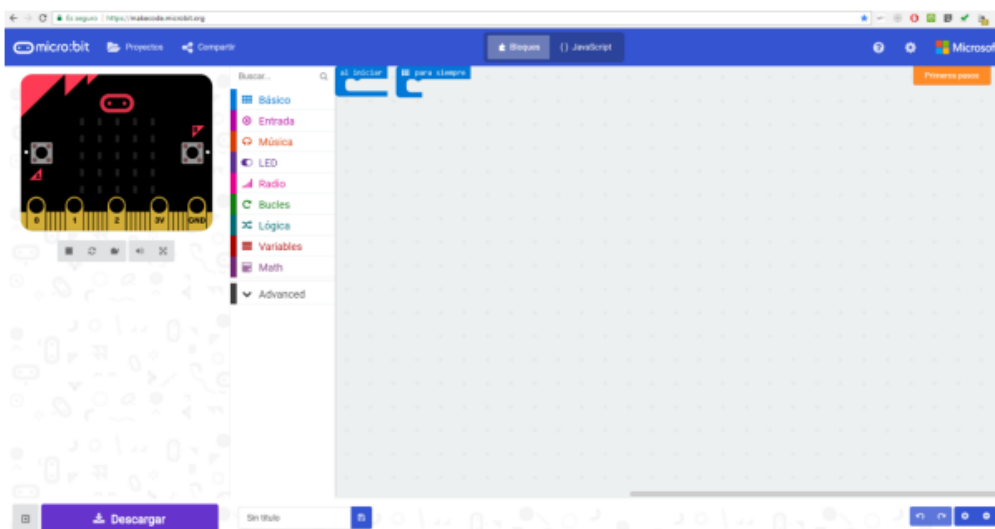 Es seguro | https://makecode.microbit.org
micro:bit
Proyectos
Compartir
Bloques
{} JavaScript
Microsof
Buscar...
al iniciar
para siempre
Primeros pasos
Básico
Entrada
Música
LED
Radio
Bucles
Lógica
Variables
Math
Advanced
0
1
2
3V
GND
Descargar
Sin título